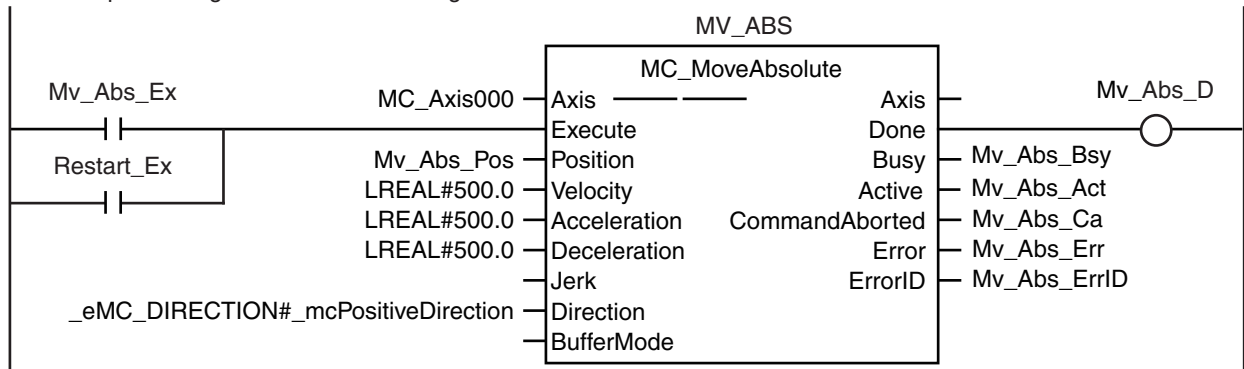 MV_ABS
MC_MoveAbsolute
Mv_Abs_Ex
MC_Axis000 Axis Axis
Mv_Abs_D
Execute Done
Restart_Ex
Mv_Abs_Pos Position Busy Mv_Abs_Bsy
LREAL#500.0 Velocity Active Mv_Abs_Act
LREAL#500.0 Acceleration CommandAborted Mv_Abs_Ca
LREAL#500.0 Deceleration Error Mv_Abs_Err
Jerk ErrorID Mv_Abs_ErrID
_eMC_DIRECTION#_mcPositiveDirection Direction
BufferMode